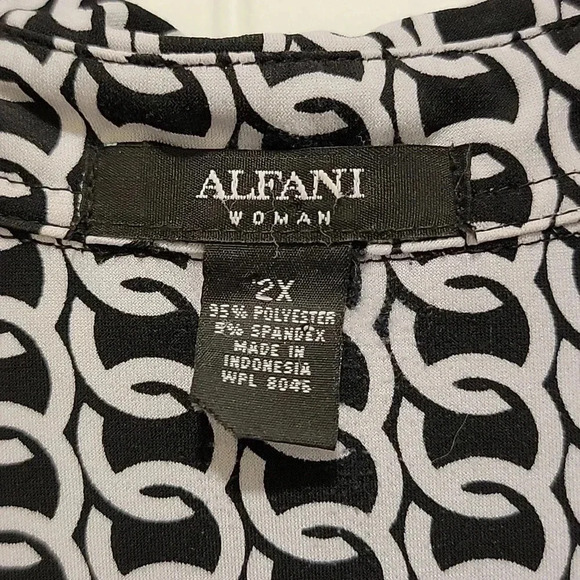 ALFANI
WOMAN
2X
95% POLYESTER
5% SPANDEX
MADE IN
INDONESIA
WPL 8046